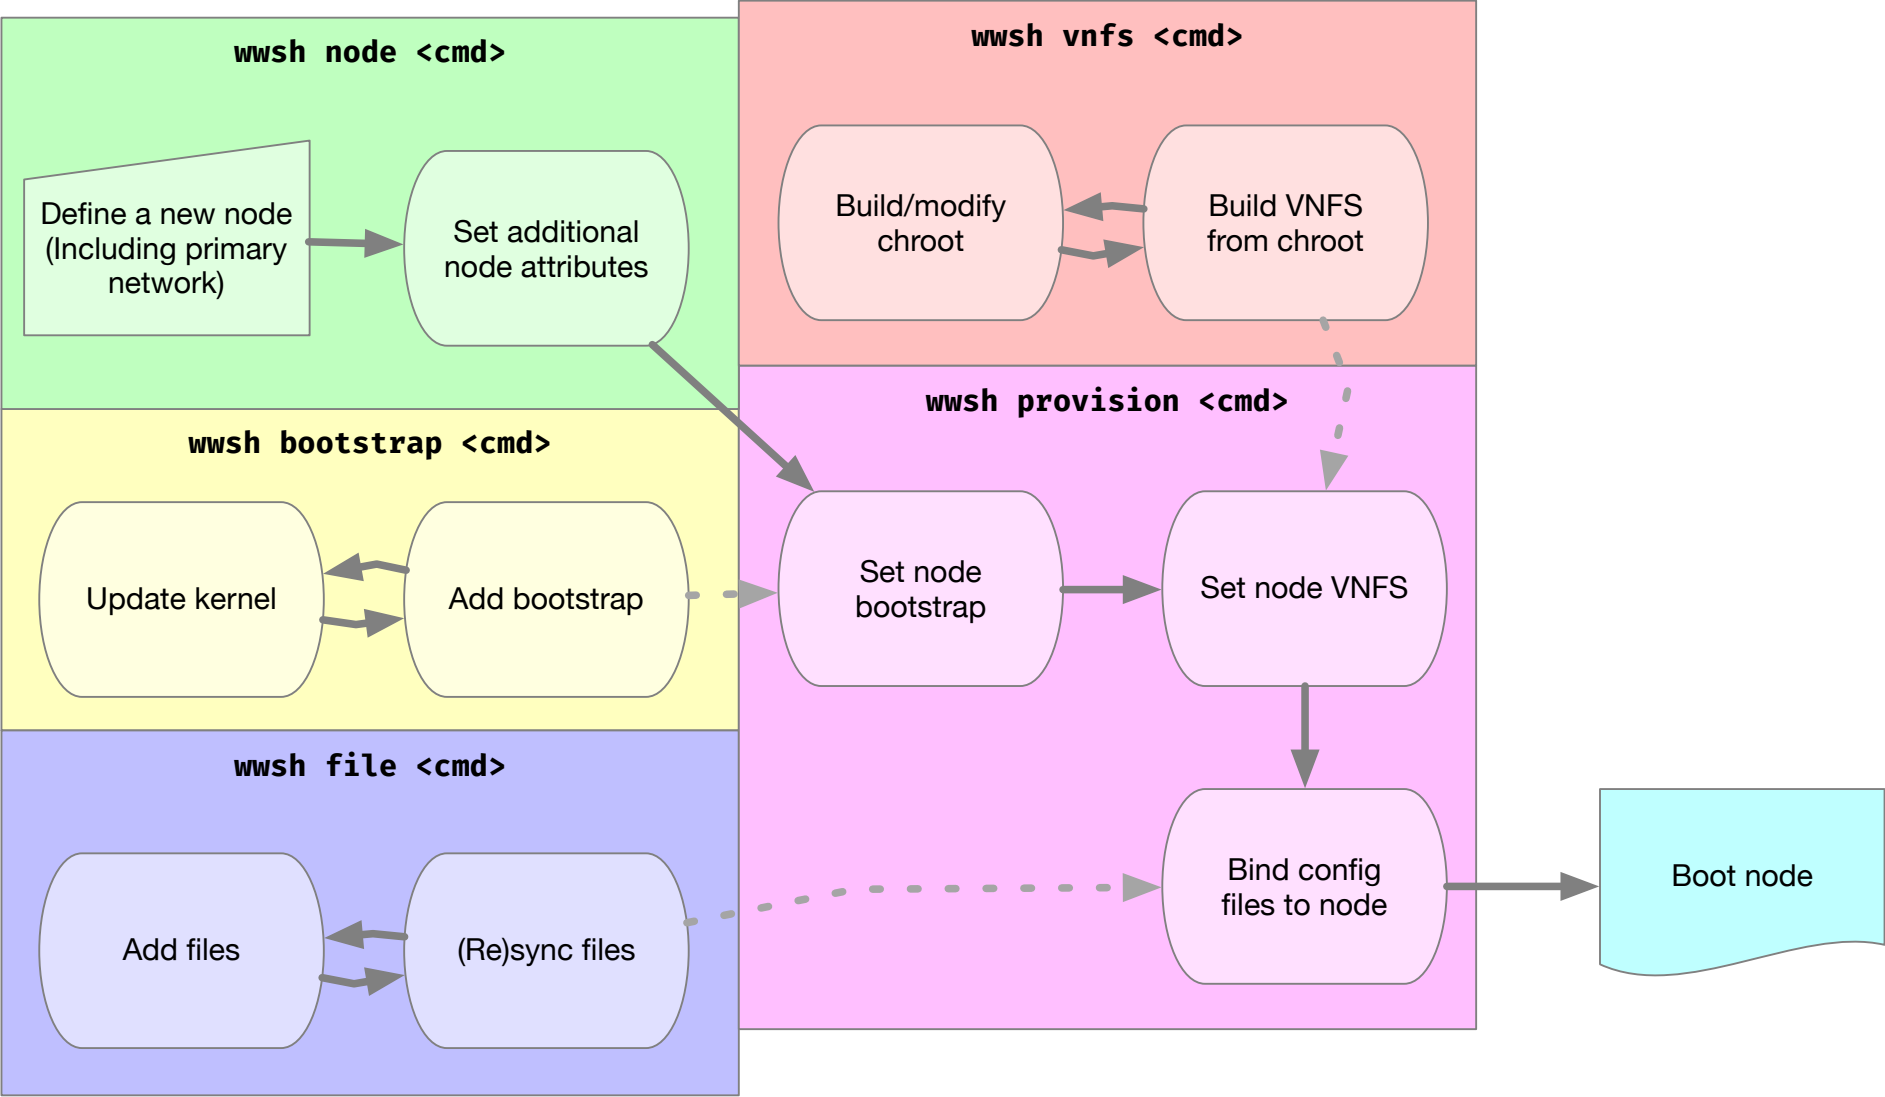 wwsh node <cmd>
Define a new node
(Including primary
network)
Set additional
node attributes
wwsh vnfs <cmd>
Build/modify
chroot
Build VNFS
from chroot
wwsh bootstrap <cmd>
Update kernel
Add bootstrap
wwsh provision <cmd>
Set node
bootstrap
Set node VNFS
Bind config
files to node
wwsh file <cmd>
Add files
(Re)sync files
Boot node